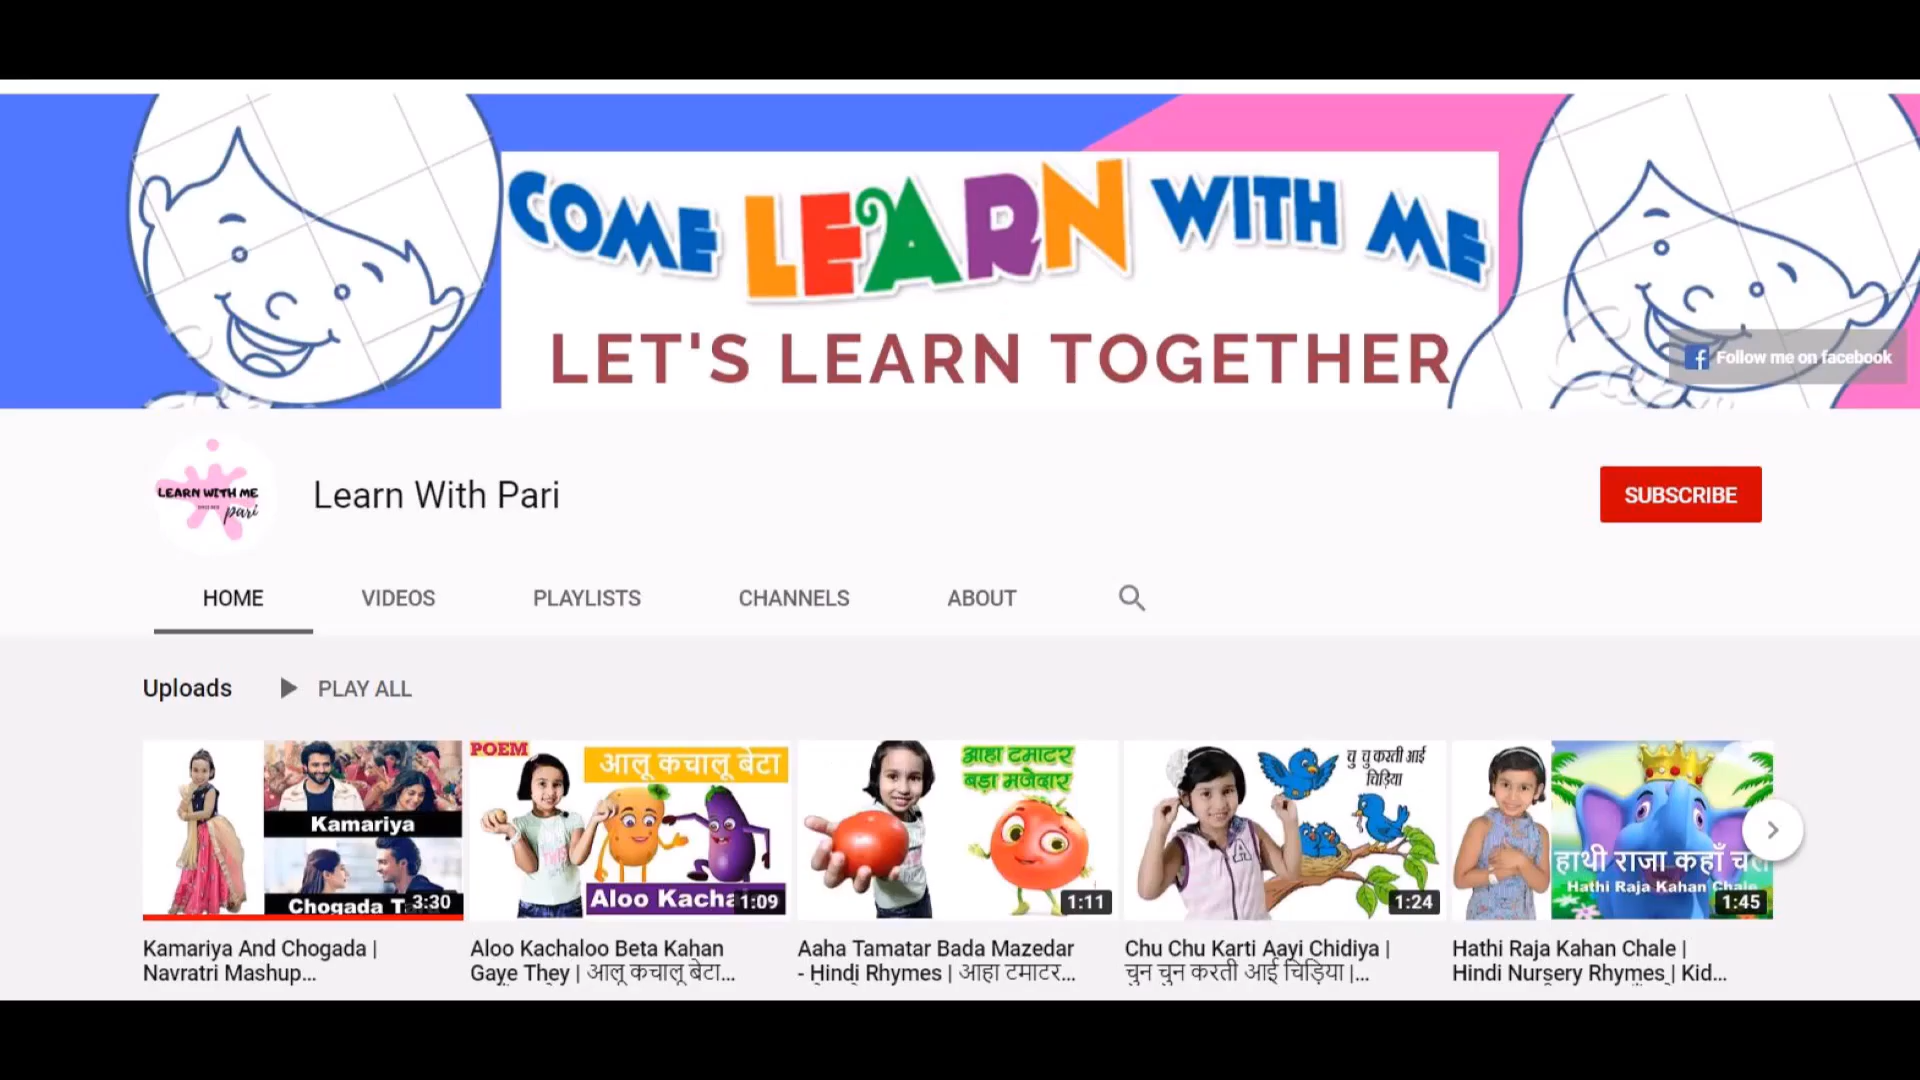 COME LEARN WITH ME
LET'S LEARN TOGETHER
Follow me on facebook
LEARN WITH ME
pari
Learn With Pari
SUBSCRIBE
HOME
VIDEOS
PLAYLISTS
CHANNELS
ABOUT
Uploads
PLAY ALL
Kamariya
Chogada
3:30
Kamariya And Chogada |
Navratri Mashup...
POEM
आलू कचालू बेटा
Aloo
1:09
Aloo Kachaloo Beta Kahan
Gaye They | आलू कचालू बेटा...
आहा टमाटर
बड़ा मजेदार
1:11
Aaha Tamatar Bada Mazedar
- Hindi Rhymes | आहा टमाटर...
चु चु करती आई
चिड़िया
1:24
Chu Chu Karti Aayi Chidiya |
चुन चुन करती आई चिड़िया |...
हाथी राजा कहाँ
Hathi Raja Kahan Chale
1:45
Hathi Raja Kahan Chale |
Hindi Nursery Rhymes | Kid...